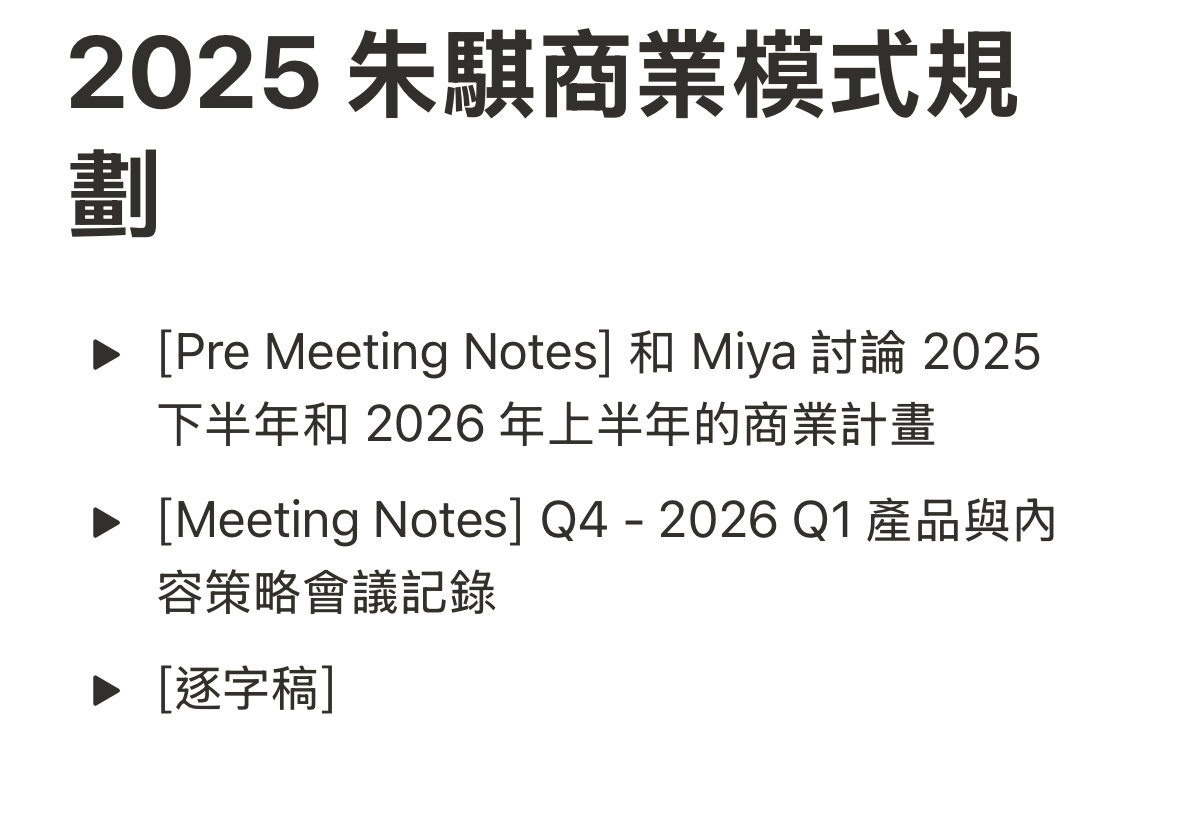 2025 朱騏商業模式規
劃
[Pre Meeting Notes] 和 Miya 討論 2025
下半年和 2026 年上半年的商業計畫
[Meeting Notes] Q4 - 2026 Q1 產品與內
容策略會議記錄
[逐字稿]